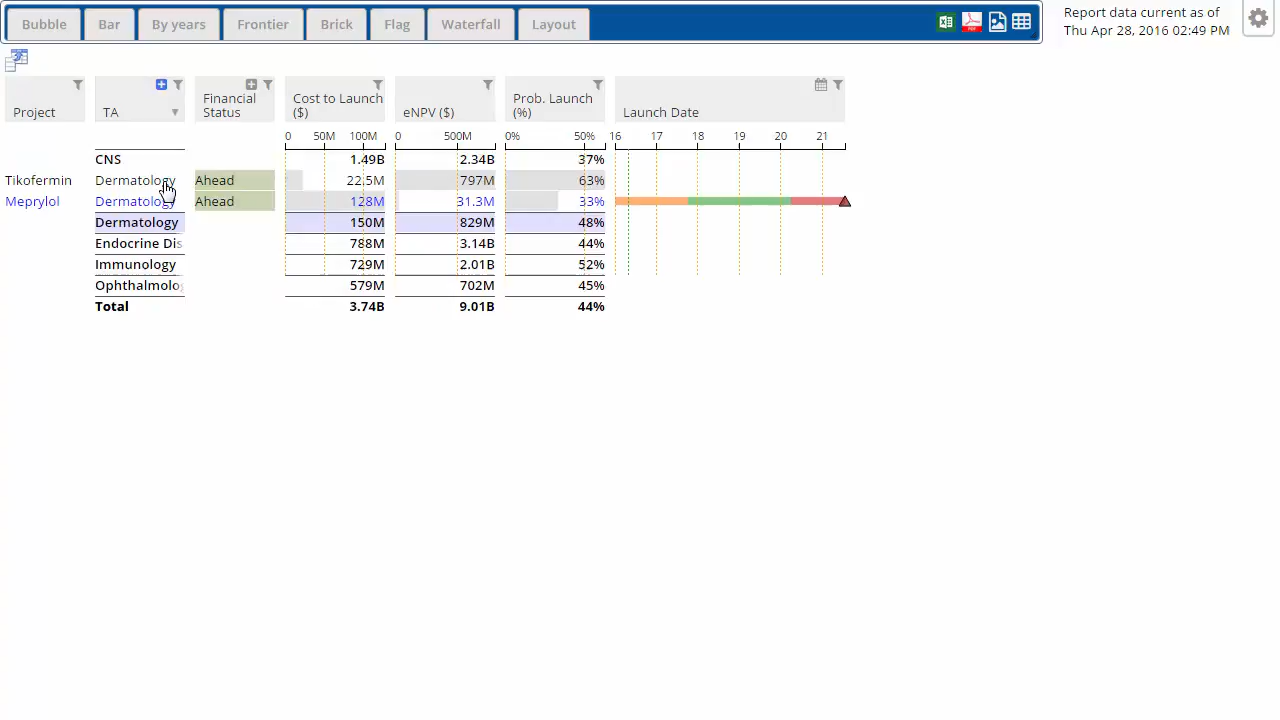 Bubble Bar By years Frontier Brick Flag Waterfall Layout
Report data current as of
Thu Apr 28, 2016 02:49 PM
Project TA Financial Status Cost to Launch ($) eNPV ($) Prob. Launch (%) Launch Date
0 50M 100M 0 500M 0% 50% 16 17 18 19 20 21
CNS 1.49B 2.34B 37%
Tikofermin Dermatology Ahead 22.5M 797M 63%
Meprylol Dermatology Ahead 128M 31.3M 33%
Dermatology 150M 829M 48%
Endocrine Dis 788M 3.14B 44%
Immunology 729M 2.01B 52%
Ophthalmolo 579M 702M 45%
Total 3.74B 9.01B 44%